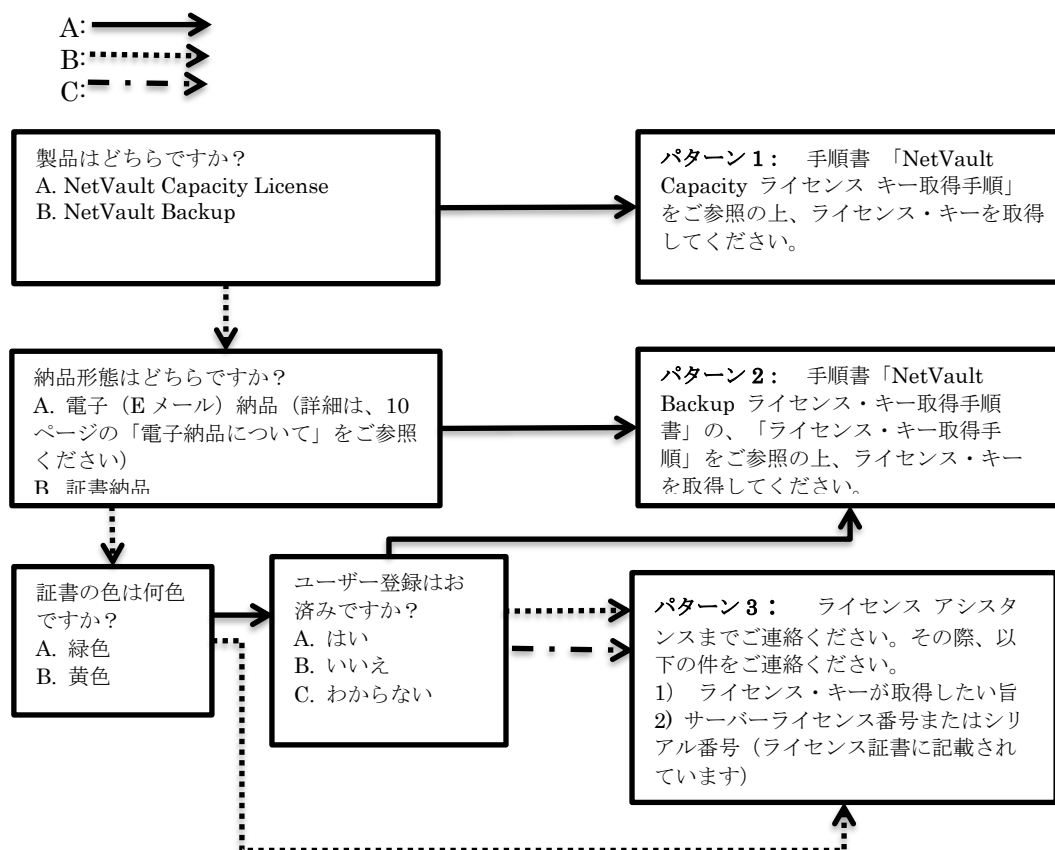 A:
B:
C:
製品はどちらですか？
A. NetVault Capacity License
B. NetVault Backup
パターン 1： 手順書 「NetVault
Capacity ライセンス キー取得手順」
をご参照の上、ライセンス・キーを取得
してください。
納品形態はどちらですか？
A. 電子（E メール）納品（詳細は、10
ページの「電子納品について」をご参照
ください）
B. 証書納品
パターン 2： 手順書「NetVault
Backup ライセンス・キー取得手順
書」の、「ライセンス・キー取得手
順」をご参照の上、ライセンス・キー
を取得してください。
証書の色は何色
ですか？
A. 緑色
B. 黄色
ユーザー登録はお
済みですか？
A. はい
B. いいえ
C. わからない
パターン 3： ライセンス アシスタ
ンスまでご連絡ください。その際、以
下の件をご連絡ください。
1) ライセンス・キーが取得したい旨
2) サーバーライセンス番号またはシリ
アル番号（ライセンス証書に記載され
ています）